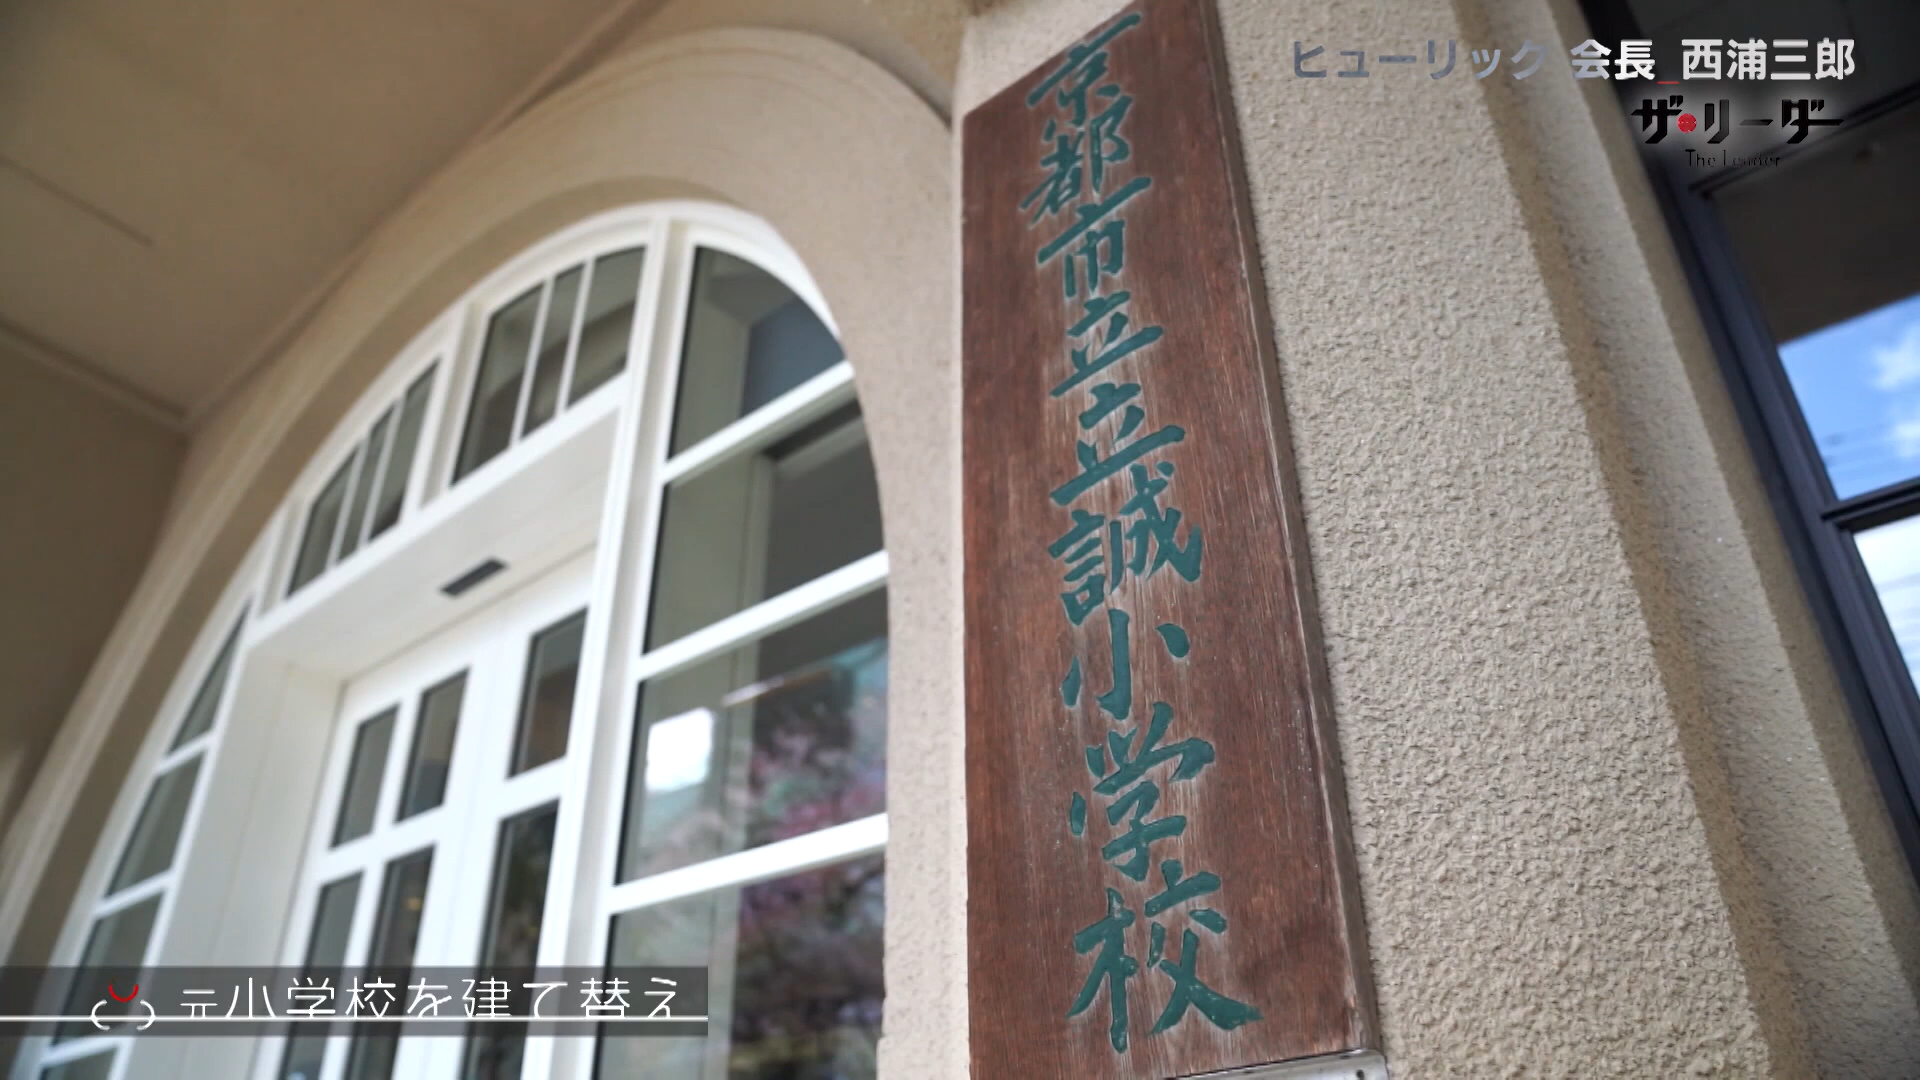 ヒューリック 会長 西浦三郎
ザ・リーダー
The Leader
京都市立立誠小学校
元小学校を建て替え